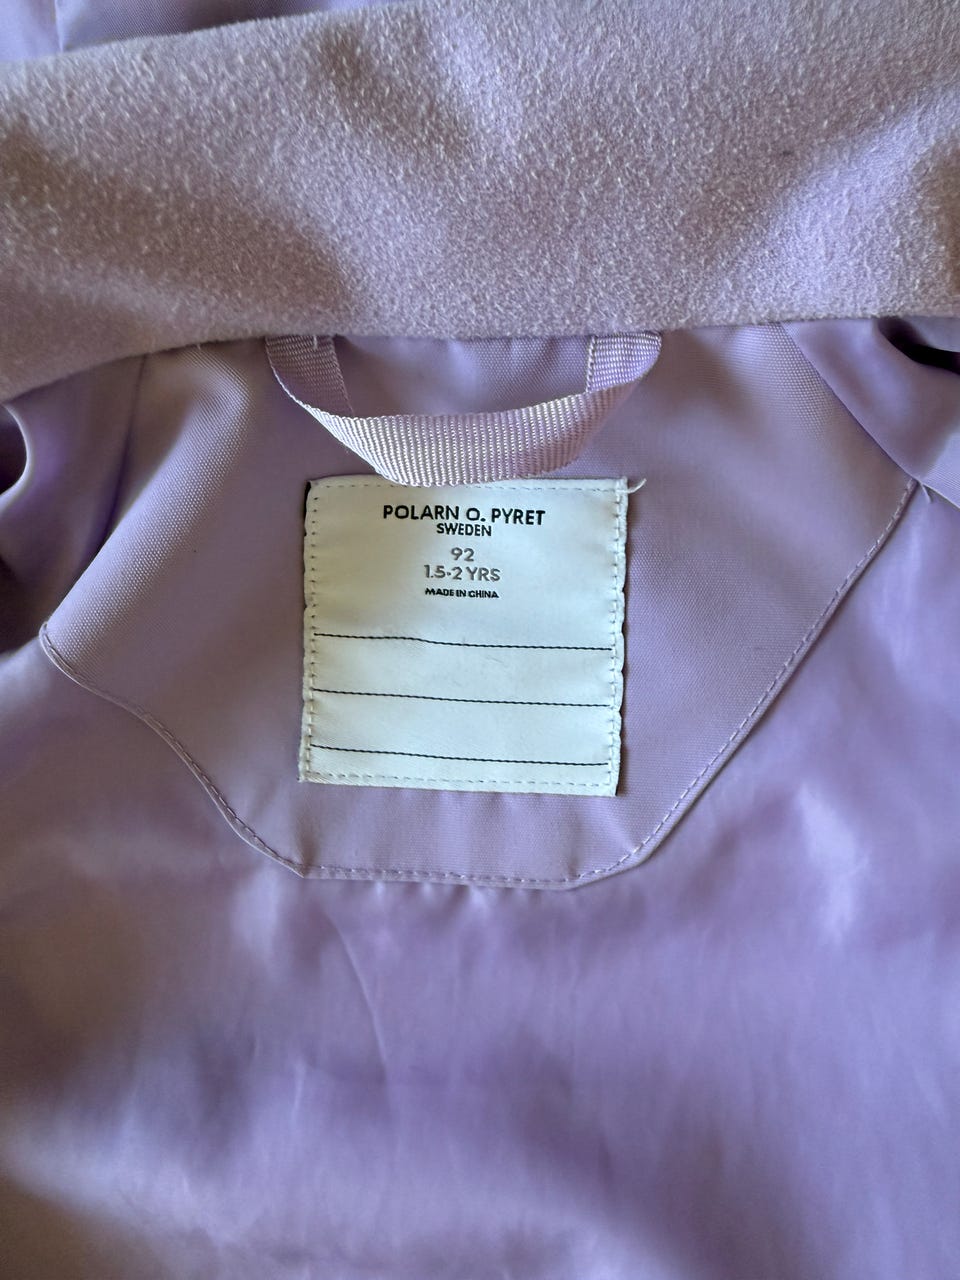 POLARN O. PYRET
SWEDEN
92
1.5-2 YRS
MADE IN CHINA